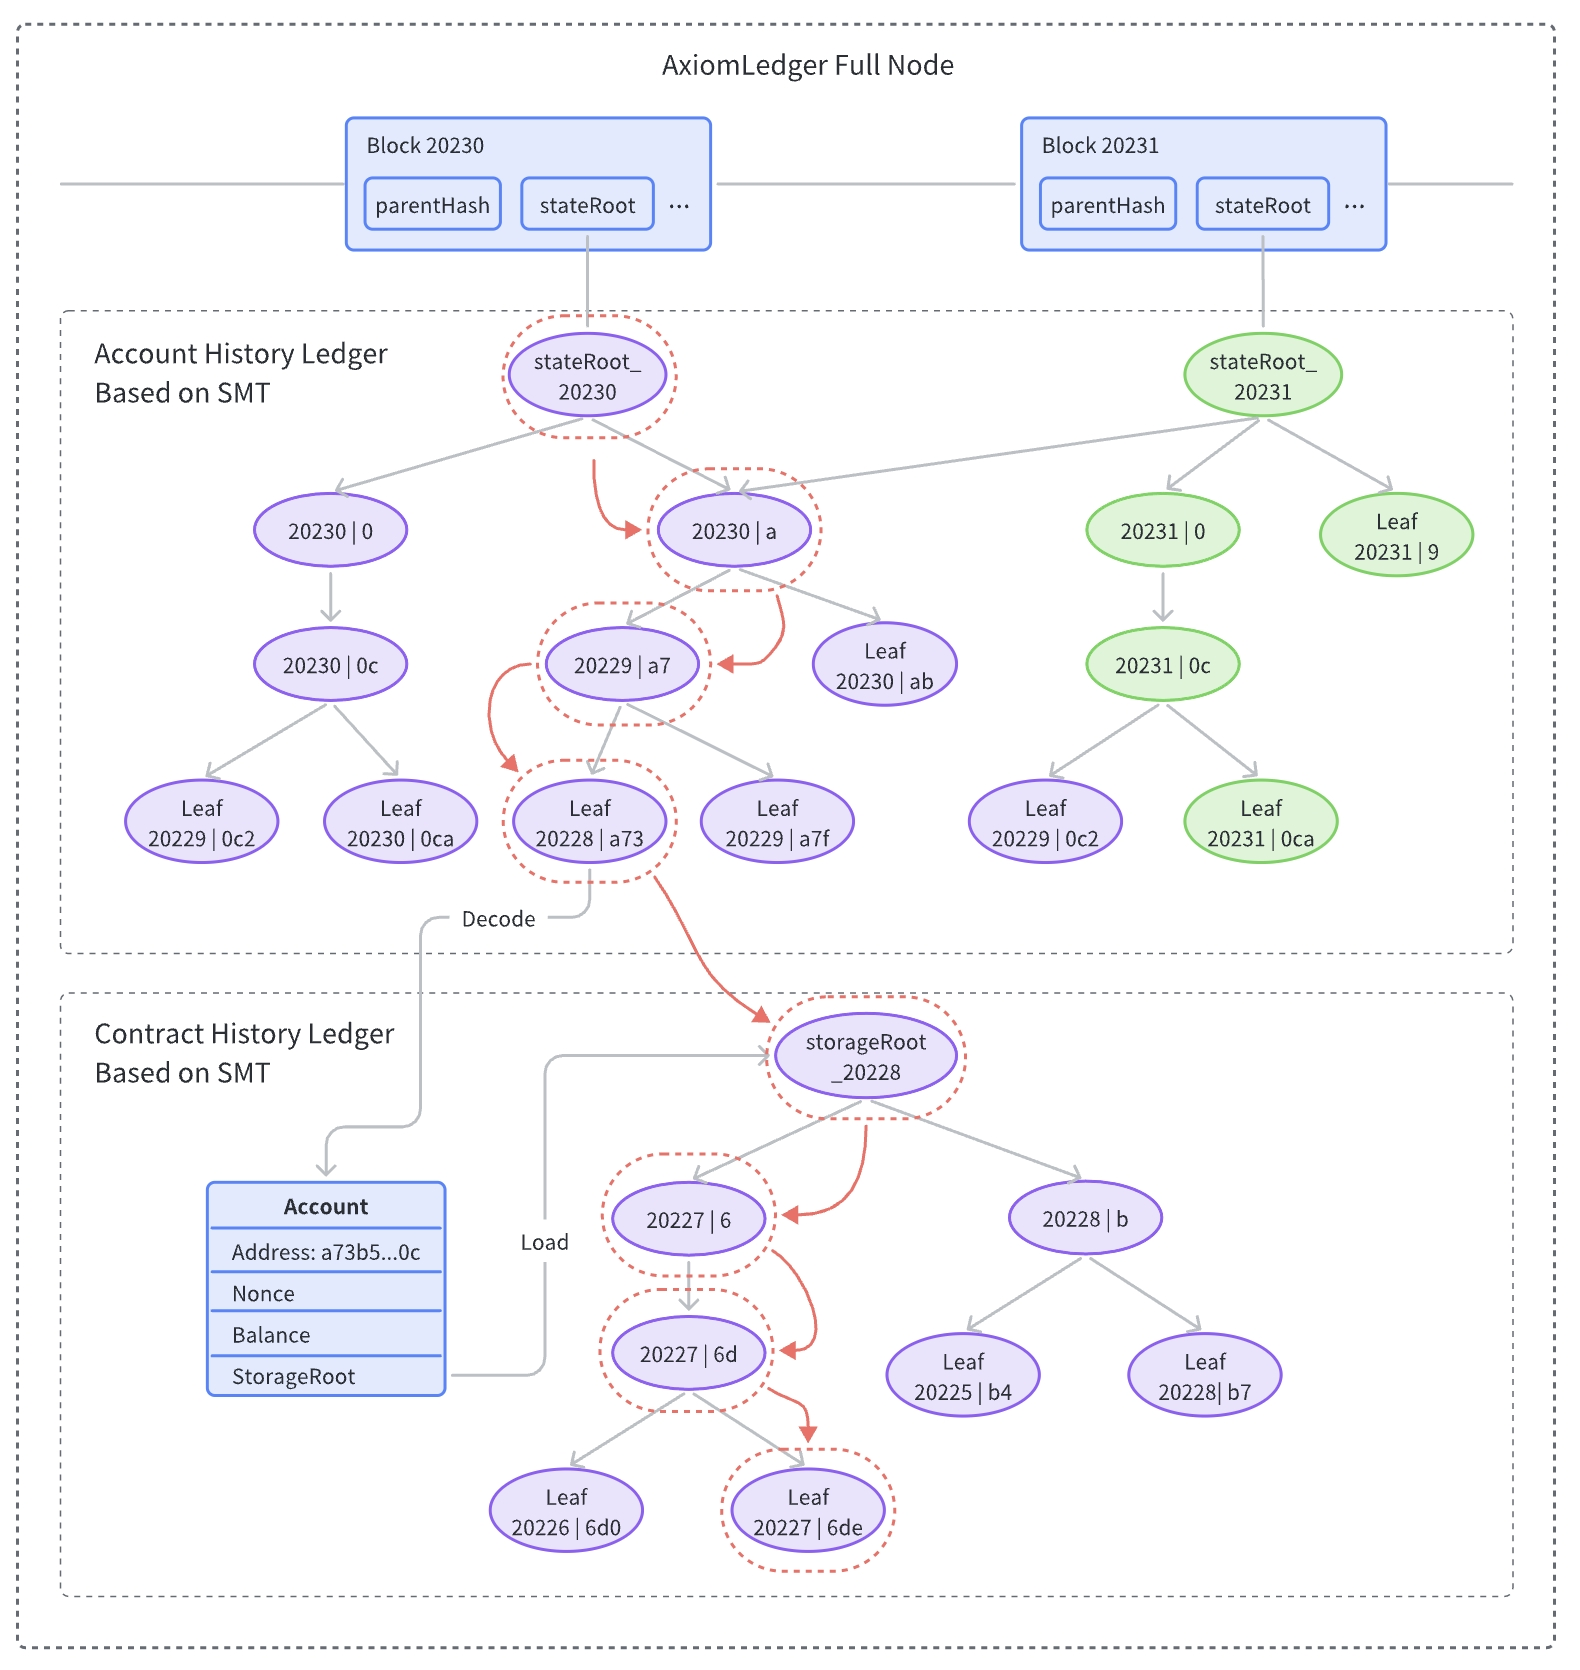 AxiomLedger Full Node
Block 20230
parentHash
stateRoot
...
Block 20231
parentHash
stateRoot
...
Account History Ledger
Based on SMT
stateRoot_
20230
stateRoot_
20231
20230 | 0
20230 | a
20231 | 0
Leaf
20231 | 9
20230 | 0c
20229 | a7
Leaf
20230 | ab
20231 | 0c
Leaf
20229 | 0c2
Leaf
20230 | 0ca
Leaf
20228 | a73
Leaf
20229 | a7f
Leaf
20229 | 0c2
Leaf
20231 | 0ca
Decode
Contract History Ledger
Based on SMT
storageRoot
_20228
Account
Address: a73b5...0c
Nonce
Balance
StorageRoot
Load
20227 | 6
20228 | b
20227 | 6d
Leaf
20225 | b4
Leaf
20228| b7
Leaf
20226 | 6d0
Leaf
20227 | 6de